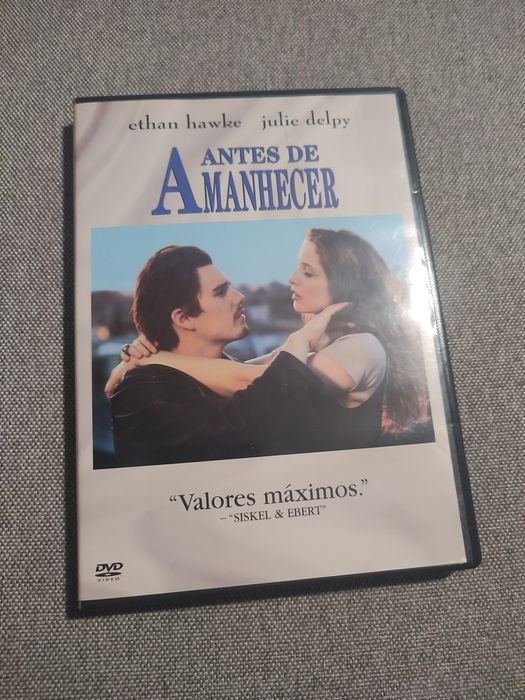 ethan hawke julie delpy
ANTES DE
AMANHECER
“Valores máximos.”
– “SISKEL & EBERT”
DVD
VIDEO